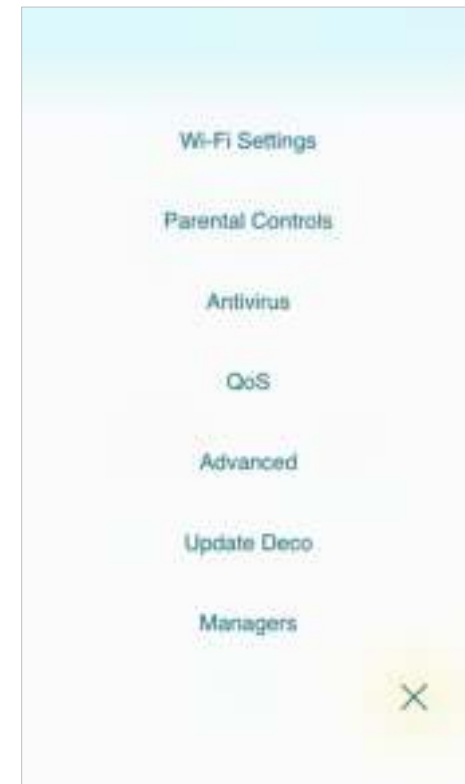 Wi-Fi Settings
Parental Controls
Antivirus
QoS
Advanced
Update Deco
Managers